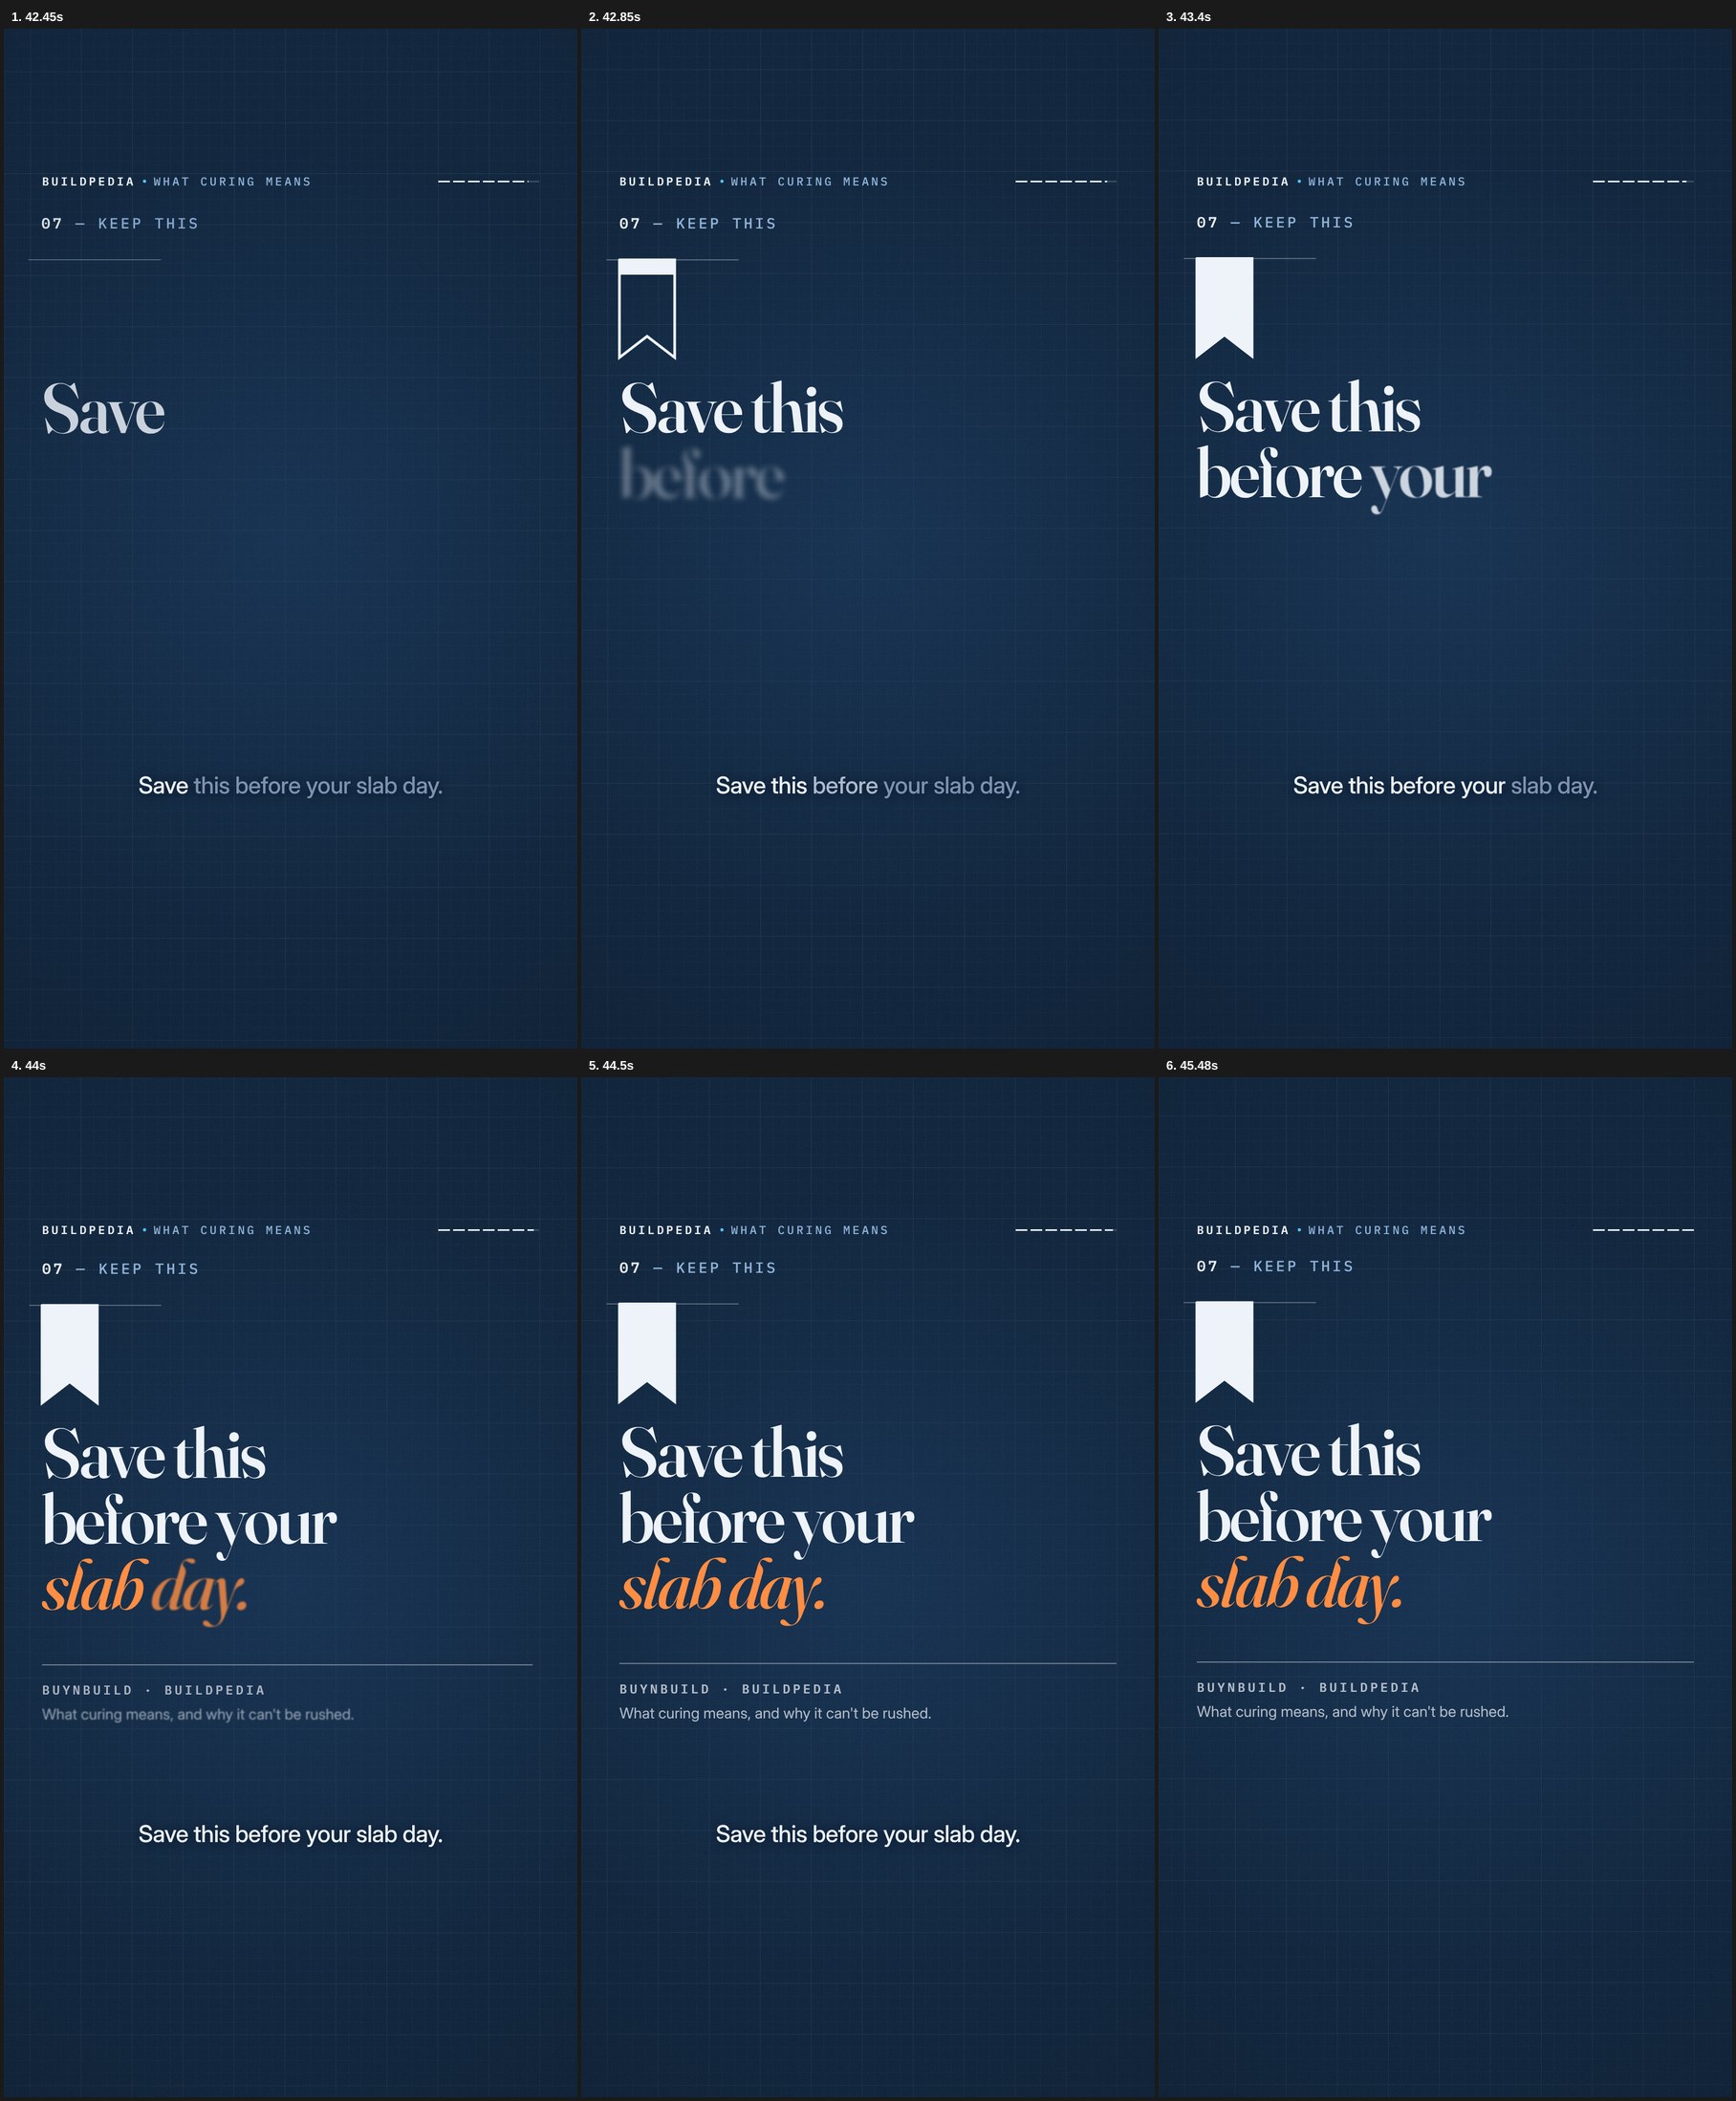 1. 42.45s
BUILDPEDIA • WHAT CURING MEANS
07 — KEEP THIS
Save
Save this before your slab day.
2. 42.85s
BUILDPEDIA • WHAT CURING MEANS
07 — KEEP THIS
Save this
before
Save this before your slab day.
3. 43.4s
BUILDPEDIA • WHAT CURING MEANS
07 — KEEP THIS
Save this
before your
Save this before your slab day.
4. 44s
BUILDPEDIA • WHAT CURING MEANS
07 — KEEP THIS
Save this
before your
slab day.
BUYNBUILD · BUILDPEDIA
What curing means, and why it can't be rushed.
Save this before your slab day.
5. 44.5s
BUILDPEDIA • WHAT CURING MEANS
07 — KEEP THIS
Save this
before your
slab day.
BUYNBUILD · BUILDPEDIA
What curing means, and why it can't be rushed.
Save this before your slab day.
6. 45.48s
BUILDPEDIA • WHAT CURING MEANS
07 — KEEP THIS
Save this
before your
slab day.
BUYNBUILD · BUILDPEDIA
What curing means, and why it can't be rushed.